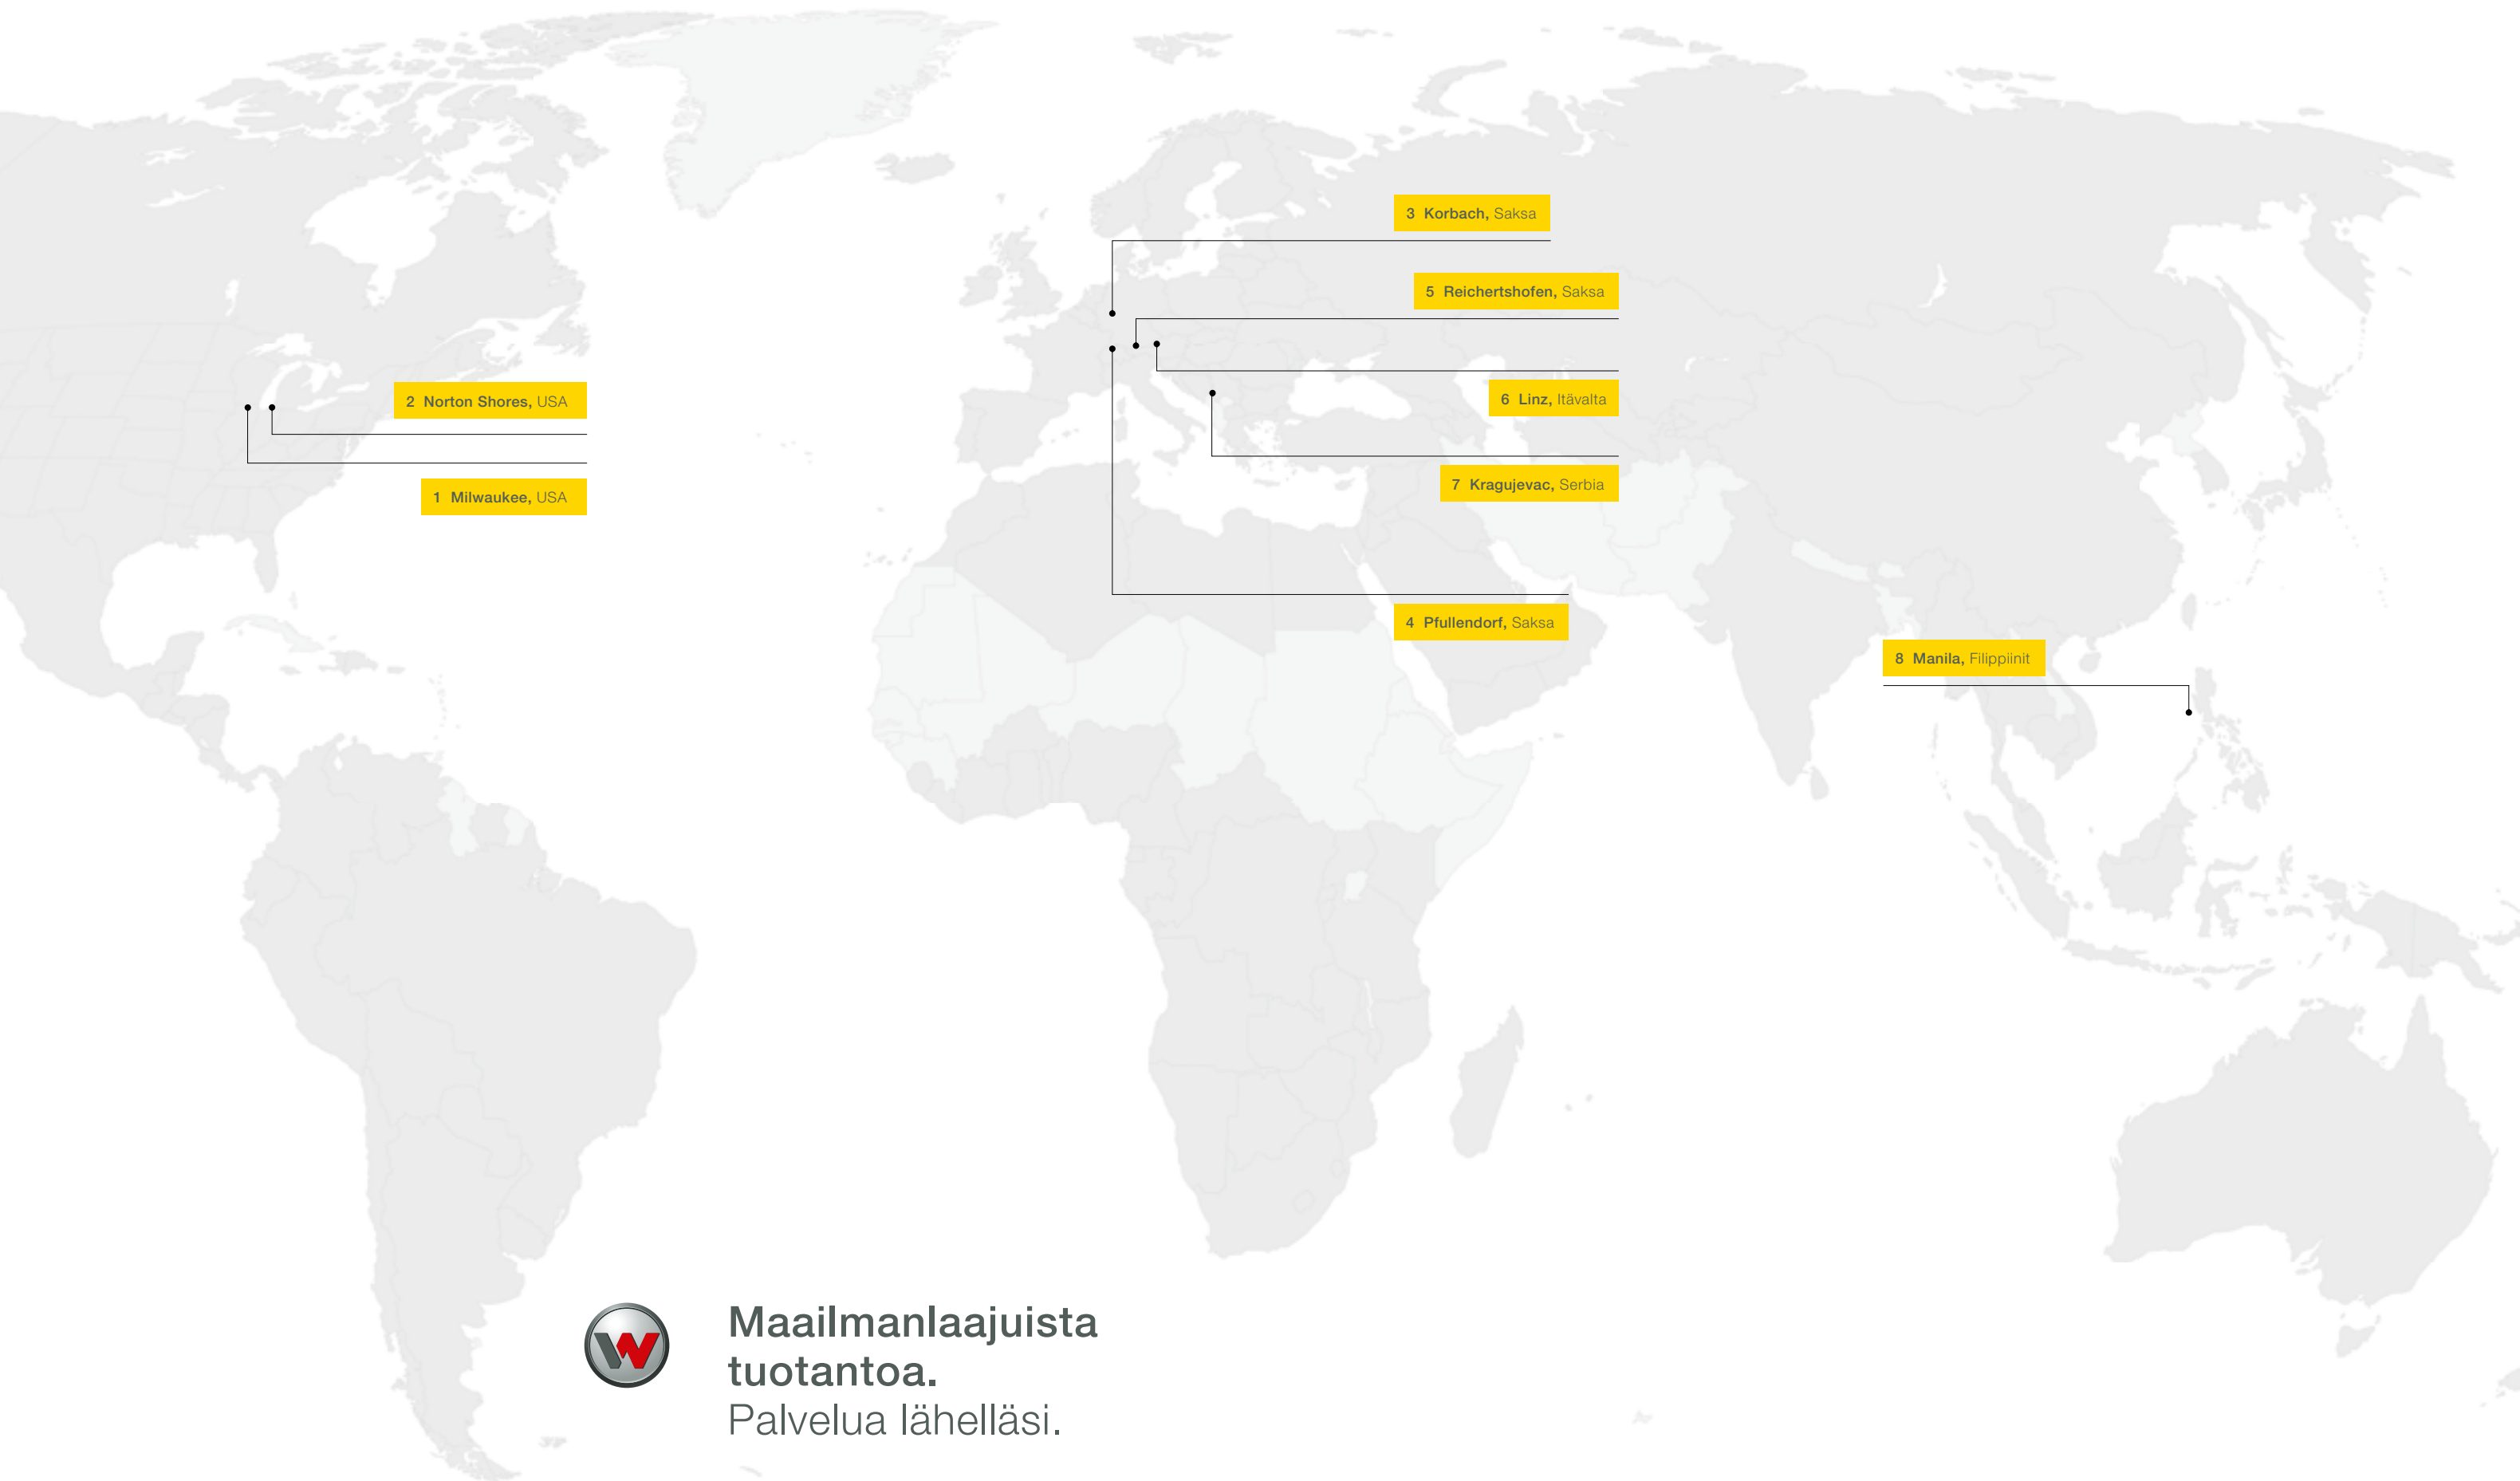 3 Korbach, Saksa
5 Reichertshofen, Saksa
2 Norton Shores, USA
6 Linz, Itävalta
1 Milwaukee, USA
7 Kragujevac, Serbia
4 Pfullendorf, Saksa
8 Manila, Filippiinit
Maailmanlaajuista
tuotantoa.
Palvelua lähelläsi.